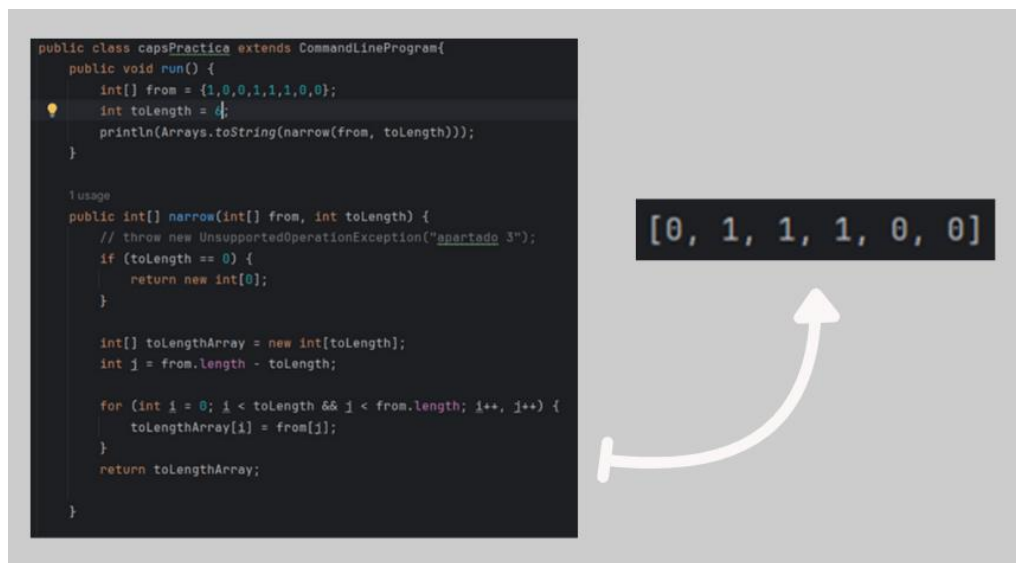 public class capsPractica extends CommandLineProgram{
public void run() {
int[] from = {1,0,0,1,1,1,0,0};
int toLength = 6;
println(Arrays.toString(narrow(from, toLength)));
}
1 usage
public int[] narrow(int[] from, int toLength) {
// throw new UnsupportedOperationException("apartado 3");
if (toLength == 0) {
return new int[0];
}
int[] toLengthArray = new int[toLength];
int j = from.length - toLength;
for (int i = 0; i < toLength && j < from.length; i++, j++) {
toLengthArray[i] = from[j];
}
return toLengthArray;
}
[0, 1, 1, 1, 0, 0]